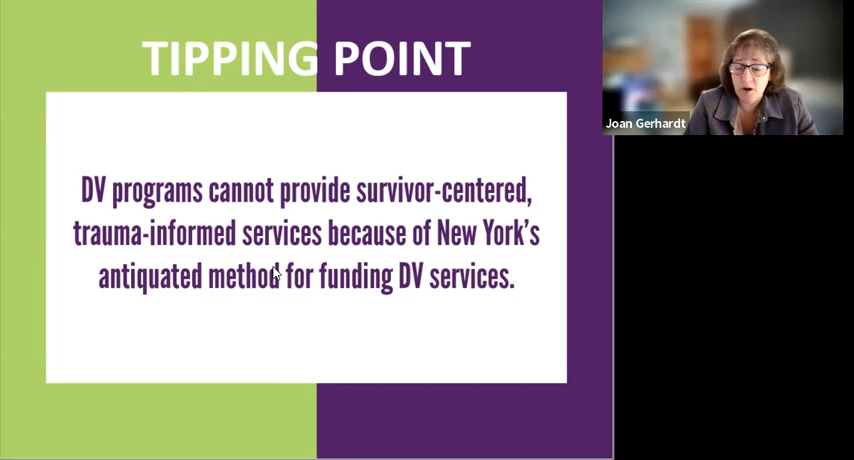 TIPPING POINT
DV programs cannot provide survivor-centered,
trauma-informed services because of New York’s
antiquated method for funding DV services.
Joan Gerhardt